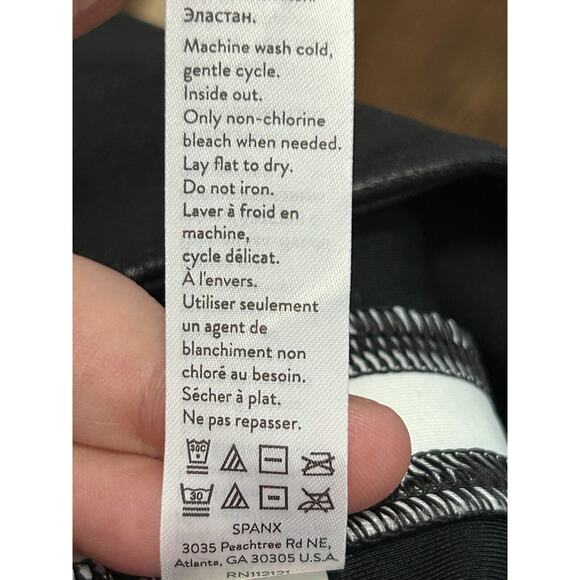 Эластан.
Machine wash cold,
gentle cycle.
Inside out.
Only non-chlorine
bleach when needed.
Lay flat to dry.
Do not iron.
Laver à froid en
machine,
cycle délicat.
À l'envers.
Utiliser seulement
un agent de
blanchiment non
chloré au besoin.
Sécher à plat.
Ne pas repasser.
30C
30
SPANX
3035 Peachtree Rd NE,
Atlanta, GA 30305 U.S.A.
RN112121